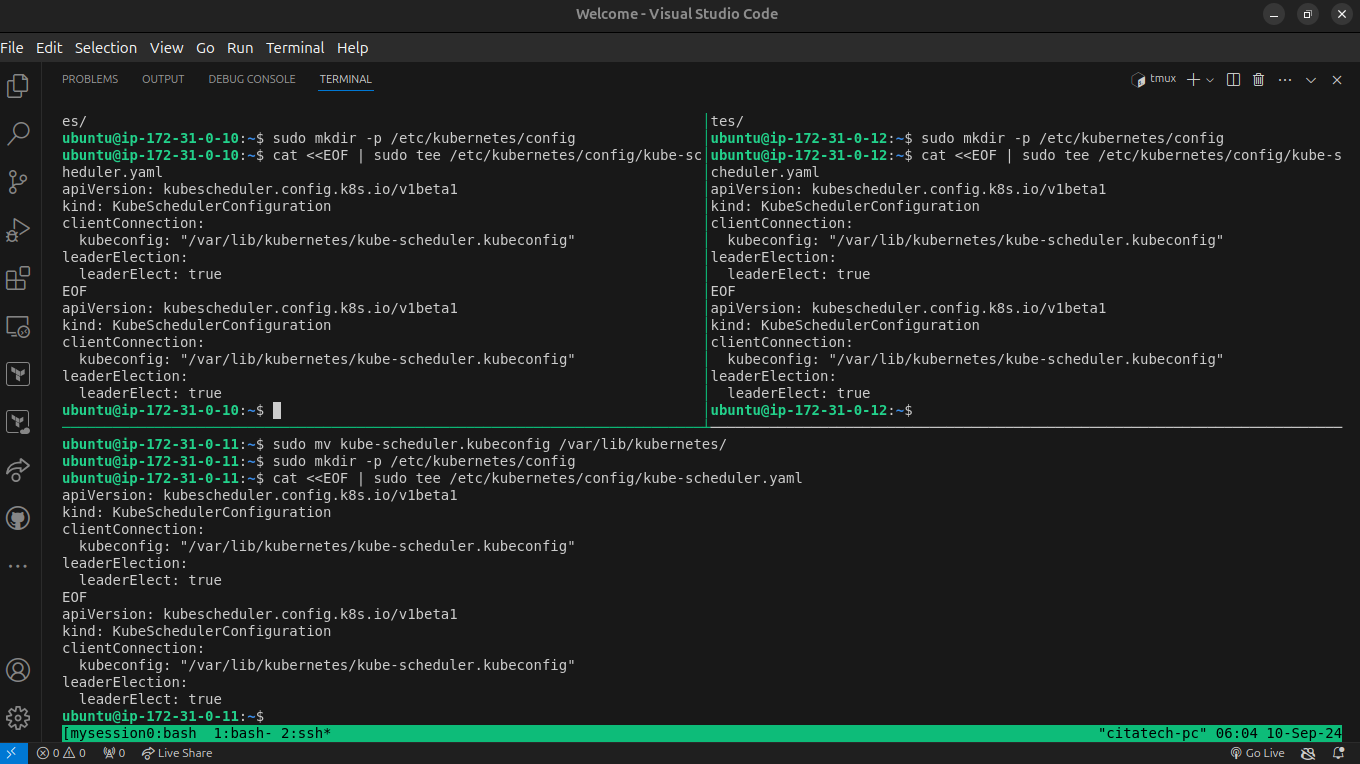 Welcome - Visual Studio Code
File Edit Selection View Go Run Terminal Help
PROBLEMS OUTPUT DEBUG CONSOLE TERMINAL
tmux
es/
ubuntu@ip-172-31-0-10:~$ sudo mkdir -p /etc/kubernetes/config
ubuntu@ip-172-31-0-10:~$ cat <<EOF | sudo tee /etc/kubernetes/config/kube-sc
heduler.yaml
apiVersion: kubescheduler.config.k8s.io/v1beta1
kind: KubeSchedulerConfiguration
clientConnection:
  kubeconfig: "/var/lib/kubernetes/kube-scheduler.kubeconfig"
leaderElection:
  leaderElect: true
EOF
apiVersion: kubescheduler.config.k8s.io/v1beta1
kind: KubeSchedulerConfiguration
clientConnection:
  kubeconfig: "/var/lib/kubernetes/kube-scheduler.kubeconfig"
leaderElection:
  leaderElect: true
ubuntu@ip-172-31-0-10:~$
tes/
ubuntu@ip-172-31-0-12:~$ sudo mkdir -p /etc/kubernetes/config
ubuntu@ip-172-31-0-12:~$ cat <<EOF | sudo tee /etc/kubernetes/config/kube-s
cheduler.yaml
apiVersion: kubescheduler.config.k8s.io/v1beta1
kind: KubeSchedulerConfiguration
clientConnection:
  kubeconfig: "/var/lib/kubernetes/kube-scheduler.kubeconfig"
leaderElection:
  leaderElect: true
EOF
apiVersion: kubescheduler.config.k8s.io/v1beta1
kind: KubeSchedulerConfiguration
clientConnection:
  kubeconfig: "/var/lib/kubernetes/kube-scheduler.kubeconfig"
leaderElection:
  leaderElect: true
ubuntu@ip-172-31-0-12:~$
ubuntu@ip-172-31-0-11:~$ sudo mv kube-scheduler.kubeconfig /var/lib/kubernetes/
ubuntu@ip-172-31-0-11:~$ sudo mkdir -p /etc/kubernetes/config
ubuntu@ip-172-31-0-11:~$ cat <<EOF | sudo tee /etc/kubernetes/config/kube-scheduler.yaml
apiVersion: kubescheduler.config.k8s.io/v1beta1
kind: KubeSchedulerConfiguration
clientConnection:
  kubeconfig: "/var/lib/kubernetes/kube-scheduler.kubeconfig"
leaderElection:
  leaderElect: true
EOF
apiVersion: kubescheduler.config.k8s.io/v1beta1
kind: KubeSchedulerConfiguration
clientConnection:
  kubeconfig: "/var/lib/kubernetes/kube-scheduler.kubeconfig"
leaderElection:
  leaderElect: true
ubuntu@ip-172-31-0-11:~$
[mysession0:bash  1:bash- 2:ssh* "citatech-pc" 06:04 10-Sep-24
0 0 0 Live Share Go Live